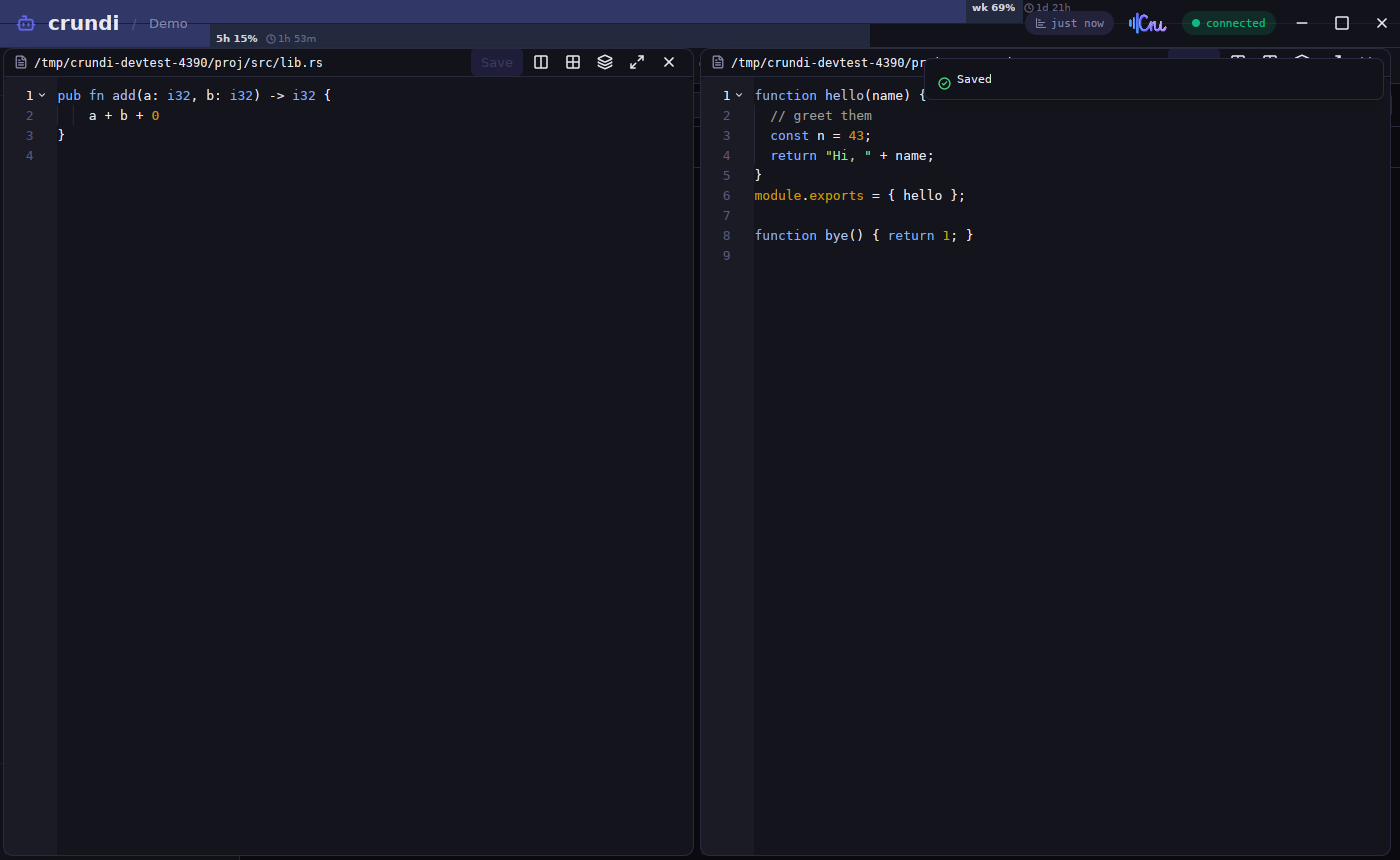 wk 69% 1d 21h
crundi / Demo
just now
Cru
connected
5h 15% 1h 53m
/tmp/crundi-devtest-4390/proj/src/lib.rs
Save
1 pub fn add(a: i32, b: i32) -> i32 {
2 a + b + 0
3 }
4
/tmp/crundi-devtest-4390/pr
Saved
1 function hello(name) {
2 // greet them
3 const n = 43;
4 return "Hi, " + name;
5 }
6 module.exports = { hello };
7
8 function bye() { return 1; }
9